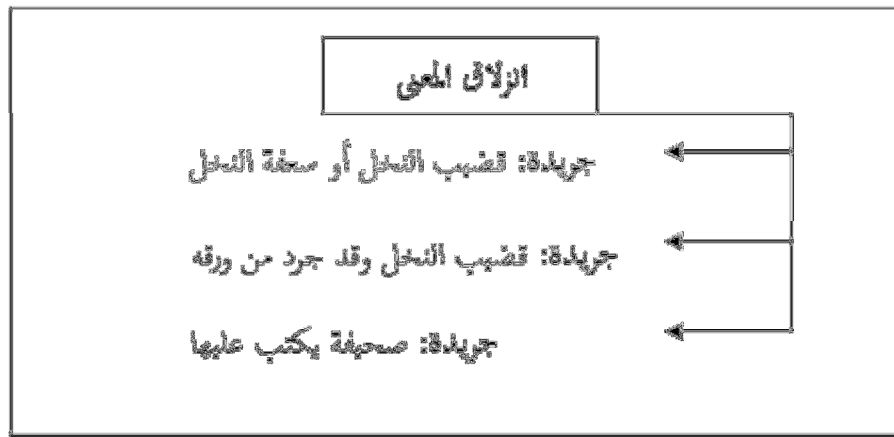 انزلاق المعنى
جريدة: قضيب النخل أو سعفة النخل
جريدة: قضيب النخل وقد جرد من ورقه
جريدة: صحيفة يكتب عليها